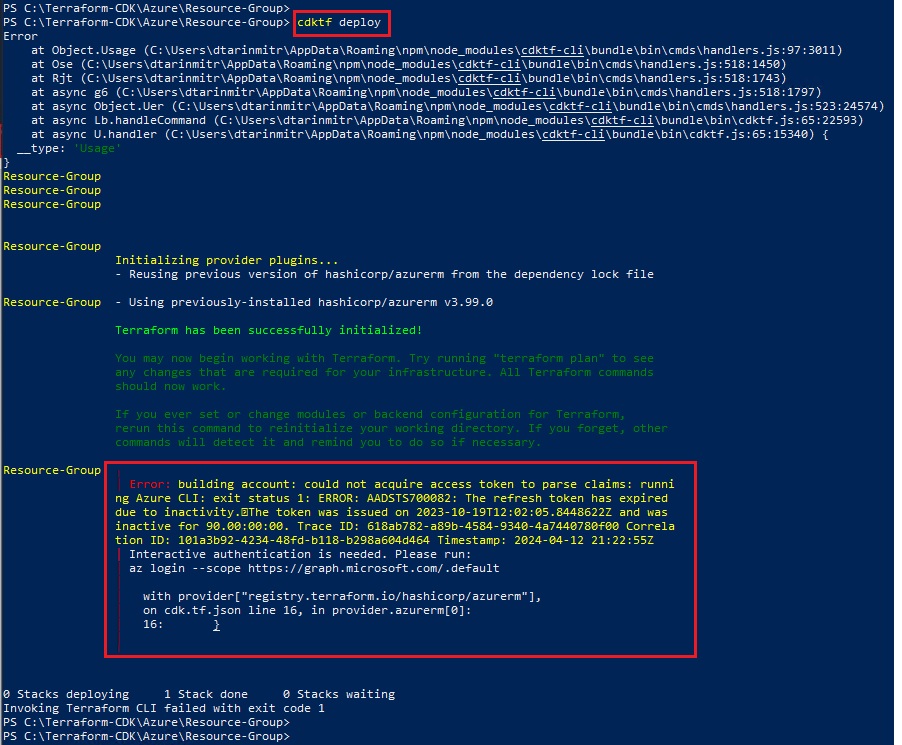 PS C:\Terraform-CDK\Azure\Resource-Group>
PS C:\Terraform-CDK\Azure\Resource-Group> cdktf deploy
Error
    at Object.Usage (C:\Users\dtarinmitr\AppData\Roaming\npm\node_modules\cdktf-cli\bundle\bin\cmds\handlers.js:97:3011)
    at Ose (C:\Users\dtarinmitr\AppData\Roaming\npm\node_modules\cdktf-cli\bundle\bin\cmds\handlers.js:518:1450)
    at Rjt (C:\Users\dtarinmitr\AppData\Roaming\npm\node_modules\cdktf-cli\bundle\bin\cmds\handlers.js:518:1743)
    at async g6 (C:\Users\dtarinmitr\AppData\Roaming\npm\node_modules\cdktf-cli\bundle\bin\cmds\handlers.js:518:1797)
    at async Object.Uer (C:\Users\dtarinmitr\AppData\Roaming\npm\node_modules\cdktf-cli\bundle\bin\cmds\handlers.js:523:24574)
    at async Lb.handleCommand (C:\Users\dtarinmitr\AppData\Roaming\npm\node_modules\cdktf-cli\bundle\bin\cdktf.js:65:22593)
    at async U.handler (C:\Users\dtarinmitr\AppData\Roaming\npm\node_modules\cdktf-cli\bundle\bin\cdktf.js:65:15340) {
  __type: 'Usage'
}
Resource-Group
Resource-Group
Resource-Group
Resource-Group
Initializing provider plugins...
- Reusing previous version of hashicorp/azurerm from the dependency lock file
Resource-Group  - Using previously-installed hashicorp/azurerm v3.99.0
Terraform has been successfully initialized!
You may now begin working with Terraform. Try running "terraform plan" to see
any changes that are required for your infrastructure. All Terraform commands
should now work.
If you ever set or change modules or backend configuration for Terraform,
rerun this command to reinitialize your working directory. If you forget, other
commands will detect it and remind you to do so if necessary.
Resource-Group
Error: building account: could not acquire access token to parse claims: runni
ng Azure CLI: exit status 1: ERROR: AADSTS700082: The refresh token has expired
due to inactivity.The token was issued on 2023-10-19T12:02:05.8448622Z and was
inactive for 90.00:00:00. Trace ID: 618ab782-a89b-4584-9340-4a7440780f00 Correla
tion ID: 101a3b92-4234-48fd-b118-b298a604d464 Timestamp: 2024-04-12 21:22:55Z
Interactive authentication is needed. Please run:
az login --scope https://graph.microsoft.com/.default
with provider["registry.terraform.io/hashicorp/azurerm"],
on cdk.tf.json line 16, in provider.azurerm[0]:
16:       }
0 Stacks deploying     1 Stack done     0 Stacks waiting
Invoking Terraform CLI failed with exit code 1
PS C:\Terraform-CDK\Azure\Resource-Group>
PS C:\Terraform-CDK\Azure\Resource-Group>